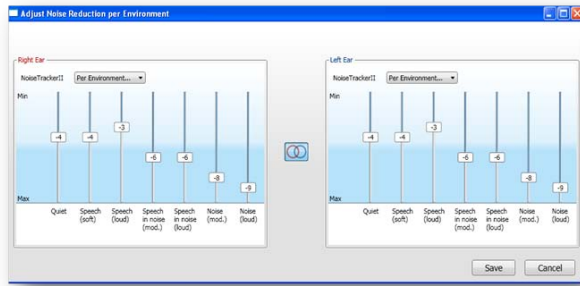 Adjust Noise Reduction per Environment
Right Ear
NoiseTrackerII Per Environment...
Min
-4 -4 -3 -6 -6 -8 -9
Max
Quiet Speech (soft) Speech (loud) Speech in noise (mod.) Speech in noise (loud) Noise (mod.) Noise (loud)
Left Ear
NoiseTrackerII Per Environment...
Min
-4 -4 -3 -6 -6 -8 -9
Max
Quiet Speech (soft) Speech (loud) Speech in noise (mod.) Speech in noise (loud) Noise (mod.) Noise (loud)
Save Cancel